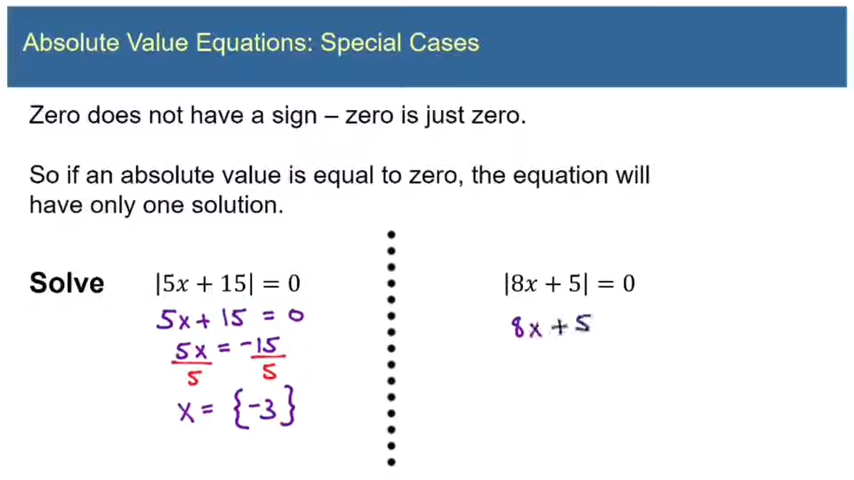 Absolute Value Equations: Special Cases
Zero does not have a sign – zero is just zero.
So if an absolute value is equal to zero, the equation will
have only one solution.
Solve |5x + 15| = 0
5x + 15 = 0
5x = -15
5 5
x = {-3}
|8x + 5| = 0
8x + 5